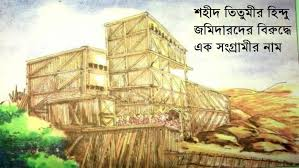 শহীদ তিতুমীর হিন্দু
জমিদারদের বিরুদ্ধে
এক সংগ্রামীর নাম